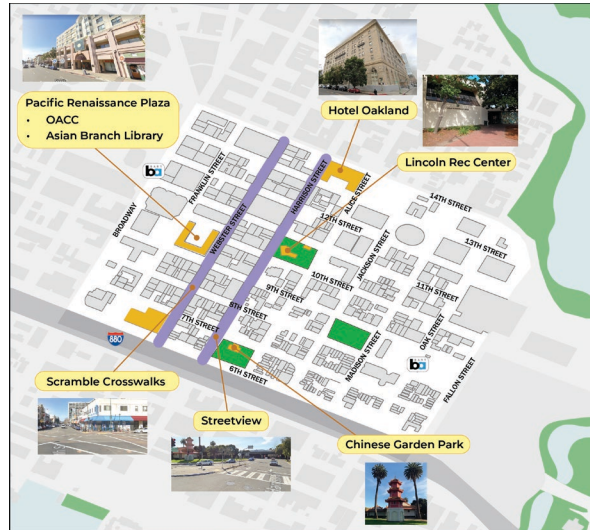 Pacific Renaissance Plaza
• OACC
• Asian Branch Library
Hotel Oakland
Lincoln Rec Center
ba
FRANKLIN STREET
BROADWAY
WEBSTER STREET
HARRISON STREET
ALICE STREET
14TH STREET
13TH STREET
12TH STREET
JACKSON STREET
11TH STREET
10TH STREET
9TH STREET
8TH STREET
7TH STREET
6TH STREET
MADISON STREET
OAK STREET
FALLON STREET
ba
880
Scramble Crosswalks
Streetview
Chinese Garden Park